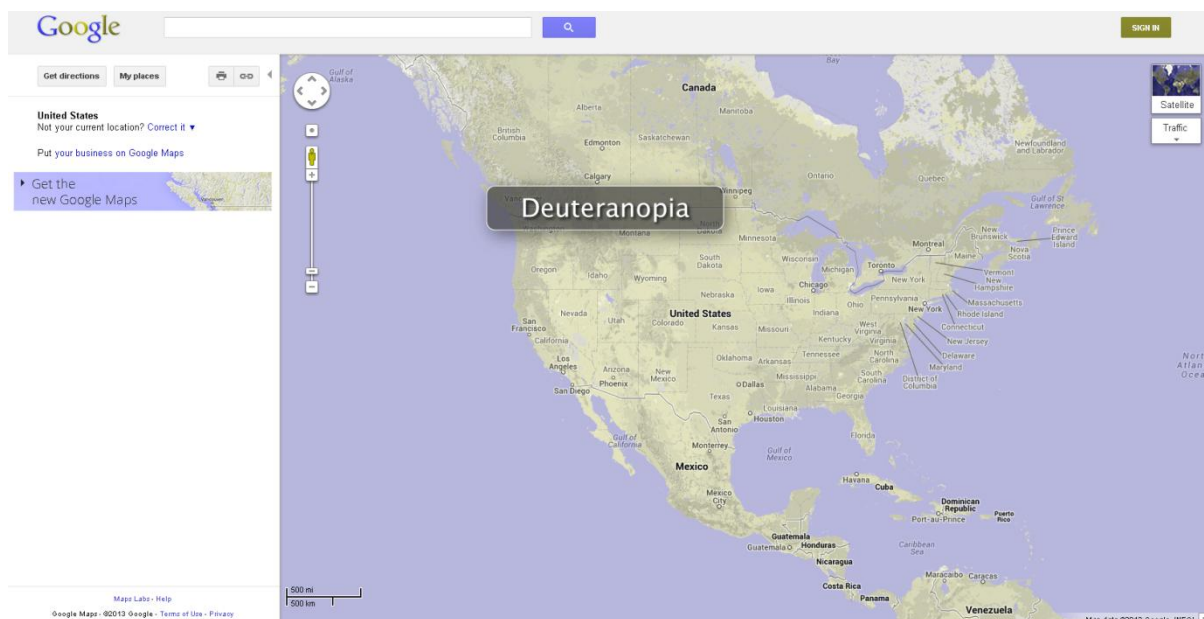 Google
SIGN IN
Get directions
My places
United States
Not your current location? Correct it ▾
Put your business on Google Maps
Get the
new Google Maps
Satellite
Traffic
Deuteranopia
Gulf of
Alaska
Bay
Canada
Alberta
Manitoba
British
Columbia
Edmonton
Saskatchewan
Newfoundland
and Labrador
Calgary
Ontario
Quebec
Winnipeg
Gulf of St
Lawrence
Washington
Montana
North
Dakota
Minnesota
Montreal
New
Brunswick
Prince
Edward
Island
Nova
Scotia
Maine
Oregon
Idaho
Wyoming
South
Dakota
Wisconsin
Michigan
Toronto
New York
Vermont
New
Hampshire
Massachusetts
Rhode Island
Connecticut
New Jersey
Delaware
Maryland
District of
Columbia
Nebraska
Iowa
Chicago
Illinois
Indiana
Ohio
Pennsylvania
New York
Nevada
Utah
Colorado
United States
Kansas
Missouri
West
Virginia
Kentucky
Virginia
San
Francisco
California
Los
Angeles
San Diego
Arizona
Phoenix
New
Mexico
Oklahoma
Arkansas
Tennessee
North
Carolina
South
Carolina
Mississippi
Alabama
Georgia
Dallas
Texas
Louisiana
Houston
San
Antonio
Florida
Gulf of
California
Monterrey
Gulf of
Mexico
Mexico
Mexico
City
Havana
Cuba
Dominican
Republic
Port-au-Prince
Puerto
Rico
Guatemala
Guatemala
Honduras
Nicaragua
Caribbean
Sea
Costa Rica
Panama
Maracaibo
Caracas
Venezuela
500 mi
500 km
Maps Labs - Help
Google Maps - ©2013 Google - Terms of Use - Privacy